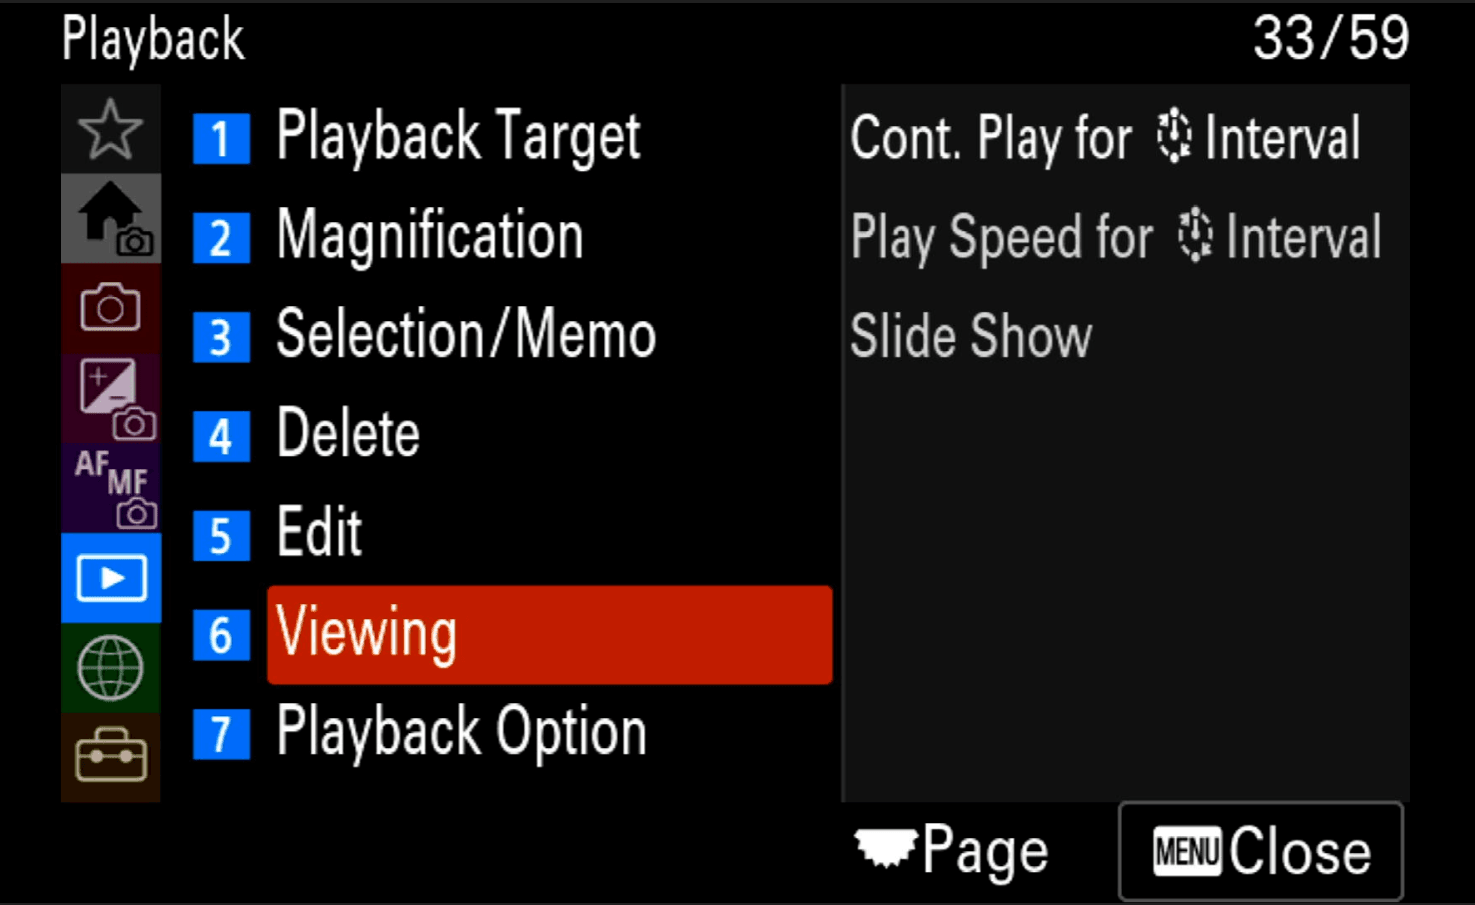 Playback 33/59
1 Playback Target
2 Magnification
3 Selection/Memo
4 Delete
AF MF
5 Edit
6 Viewing
7 Playback Option
Cont. Play for Interval
Play Speed for Interval
Slide Show
Page MENU Close